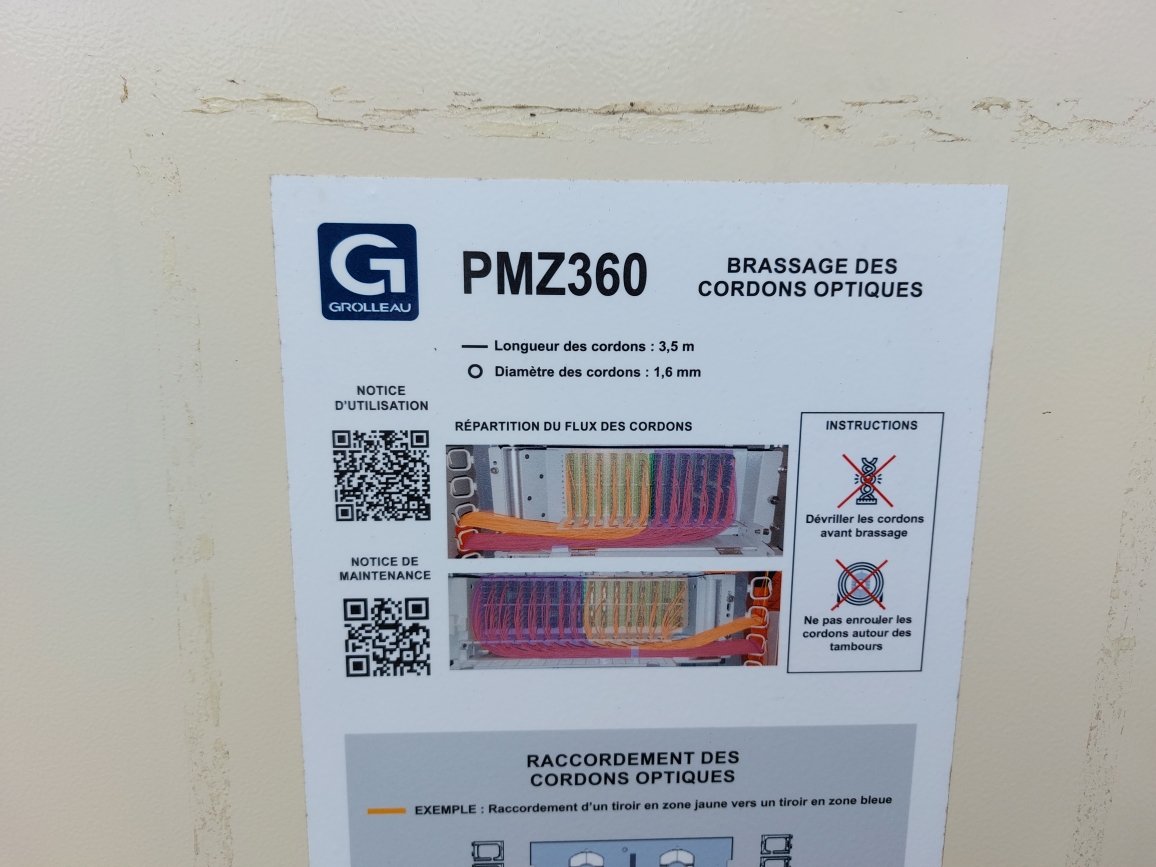 GROLLEAU
PMZ360
BRASSAGE DES
CORDONS OPTIQUES
Longueur des cordons : 3,5 m
Diamètre des cordons : 1,6 mm
NOTICE
D'UTILISATION
RÉPARTITION DU FLUX DES CORDONS
INSTRUCTIONS
Dévriller les cordons
avant brassage
NOTICE DE
MAINTENANCE
Ne pas enrouler les
cordons autour des
tambours
RACCORDEMENT DES
CORDONS OPTIQUES
EXEMPLE : Raccordement d'un tiroir en zone jaune vers un tiroir en zone bleue